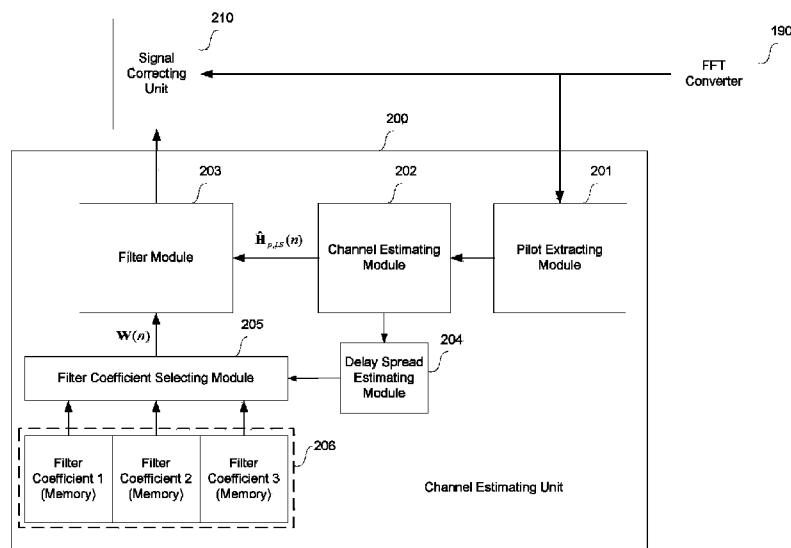 210
Signal
Correcting
Unit
190
FFT
Converter
200
203
202
201
Filter Module
Ĥp,LS(n)
Channel Estimating
Module
Pilot Extracting
Module
W(n)
205
204
Filter Coefficient Selecting Module
Delay Spread
Estimating
Module
206
Filter
Coefficient 1
(Memory)
Filter
Coefficient 2
(Memory)
Filter
Coefficient 3
(Memory)
Channel Estimating Unit